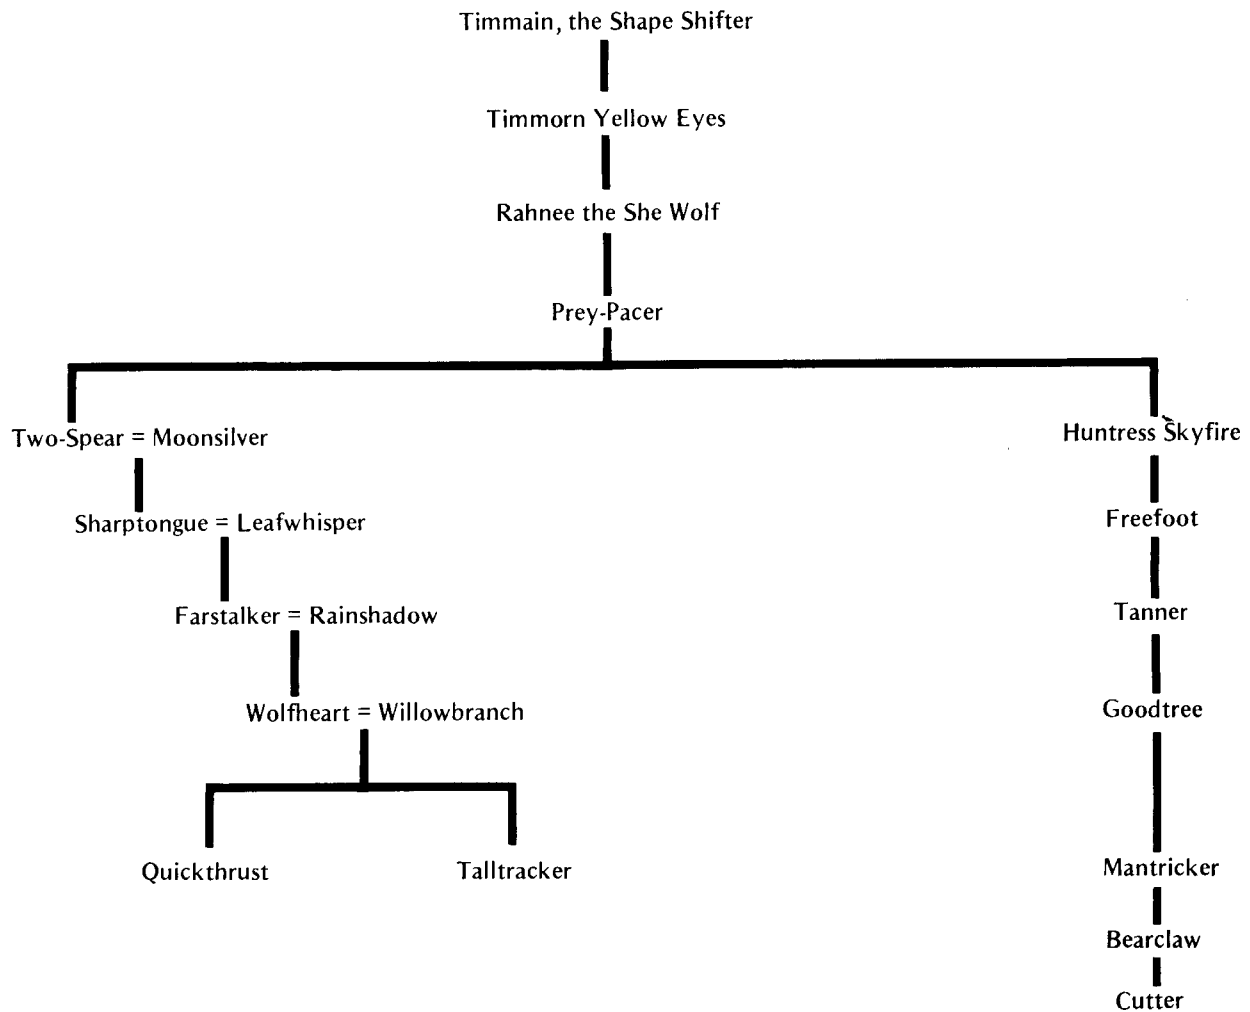 Timmain, the Shape Shifter
Timmorn Yellow Eyes
Rahnee the She Wolf
Prey-Pacer
Two-Spear = Moonsilver
Huntress Skyfire
Sharptongue = Leafwhisper
Freefoot
Farstalker = Rainshadow
Tanner
Wolfheart = Willowbranch
Goodtree
Quickthrust
Talltracker
Mantricker
Bearclaw
Cutter